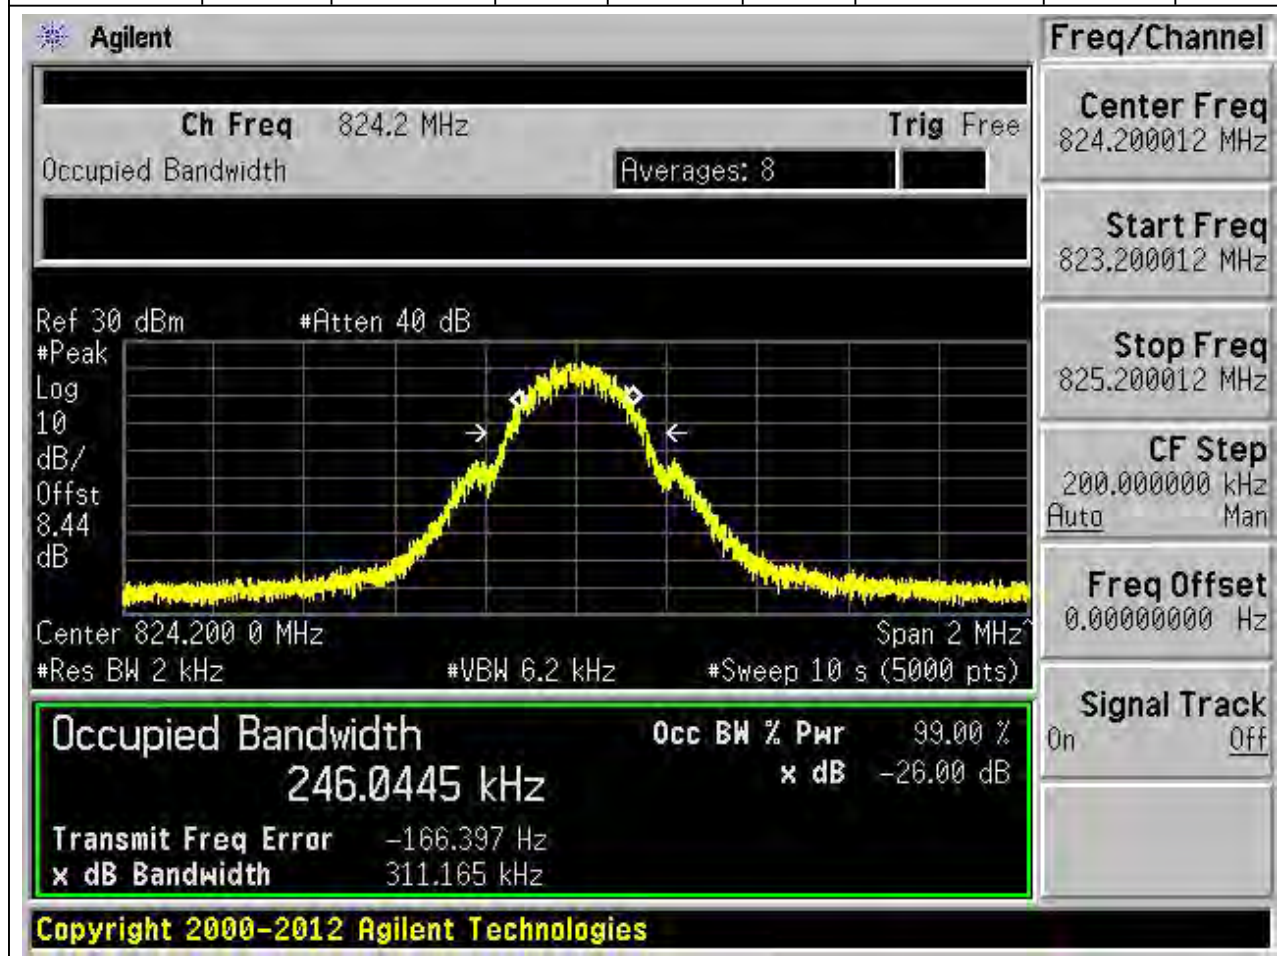 Agilent
Freq/Channel
Ch Freq 824.2 MHz Trig Free
Occupied Bandwidth Averages: 8
Center Freq
824.200012 MHz
Start Freq
823.200012 MHz
Stop Freq
825.200012 MHz
CF Step
200.000000 kHz
Auto Man
Freq Offset
0.00000000 Hz
Signal Track
On Off
Ref 30 dBm #Atten 40 dB
#Peak
Log
10
dB/
Offst
8.44
dB
Center 824.200 0 MHz Span 2 MHz^
#Res BW 2 kHz #VBW 6.2 kHz #Sweep 10 s (5000 pts)
Occupied Bandwidth Occ BW % Pwr 99.00 %
246.0445 kHz x dB -26.00 dB
Transmit Freq Error -166.397 Hz
x dB Bandwidth 311.165 kHz
Copyright 2000-2012 Agilent Technologies